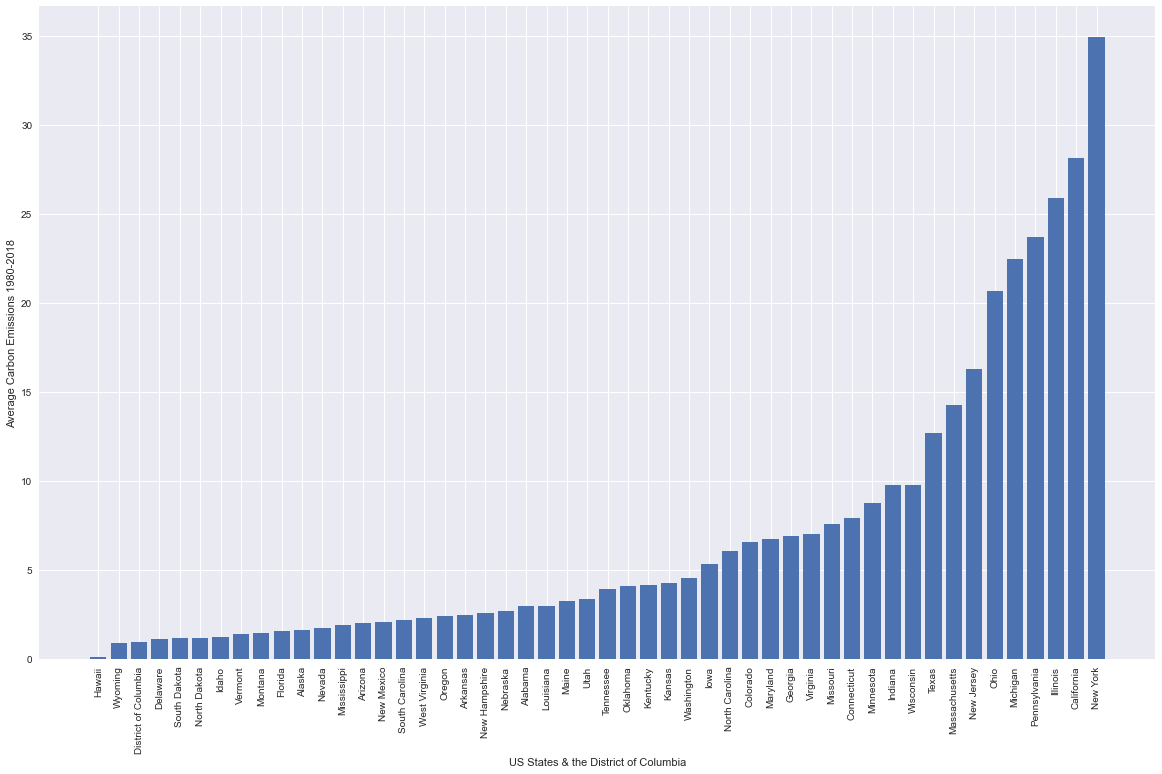 35
30
25
20
15
10
5
0
Average Carbon Emissions 1980-2018
Hawaii
Wyoming
District of Columbia
Delaware
South Dakota
North Dakota
Idaho
Vermont
Montana
Florida
Alaska
Nevada
Mississippi
Arizona
New Mexico
South Carolina
West Virginia
Oregon
Arkansas
New Hampshire
Nebraska
Alabama
Louisiana
Maine
Utah
Tennessee
Oklahoma
Kentucky
Kansas
Washington
Iowa
North Carolina
Colorado
Maryland
Georgia
Virginia
Missouri
Connecticut
Minnesota
Indiana
Wisconsin
Texas
Massachusetts
New Jersey
Ohio
Michigan
Pennsylvania
Illinois
California
New York
US States & the District of Columbia